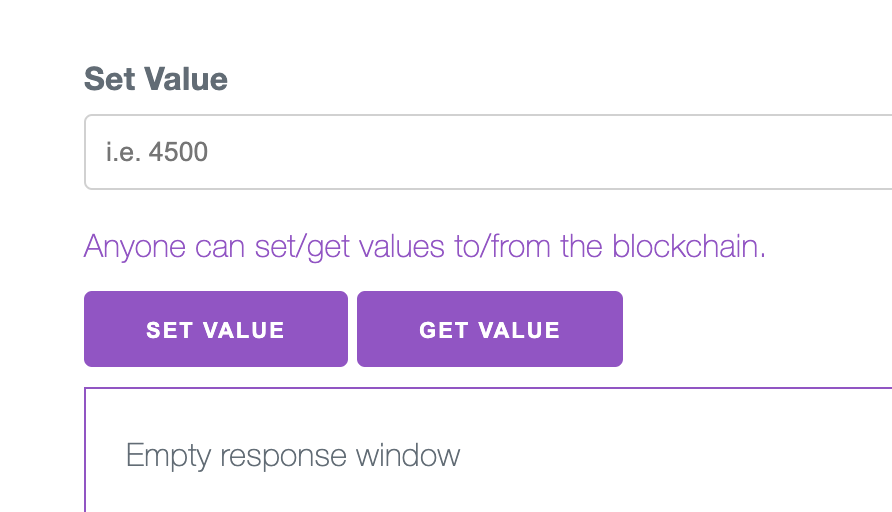 Set Value
i.e. 4500
Anyone can set/get values to/from the blockchain.
SET VALUE GET VALUE
Empty response window